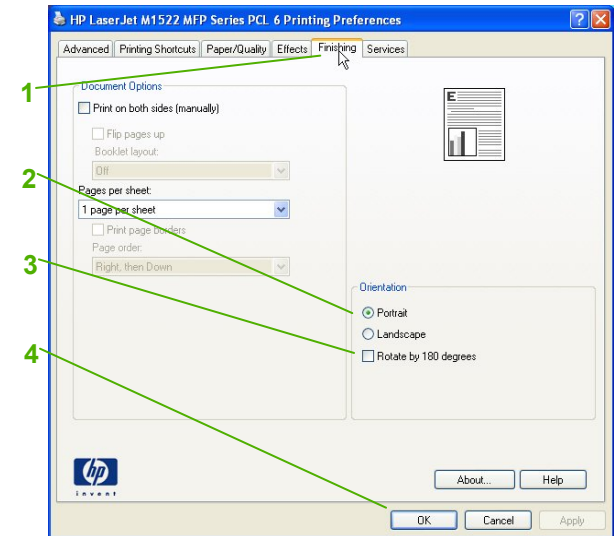 HP LaserJet M1522 MFP Series PCL 6 Printing Preferences
Advanced Printing Shortcuts Paper/Quality Effects Finishing Services
1
Document Options
Print on both sides (manually)
Flip pages up
Booklet layout:
Off
2
Pages per sheet:
1 page per sheet
Print page borders
Page order:
Right, then Down
3
E
Orientation
Portrait
Landscape
Rotate by 180 degrees
4
hp
invent
About... Help
OK Cancel Apply